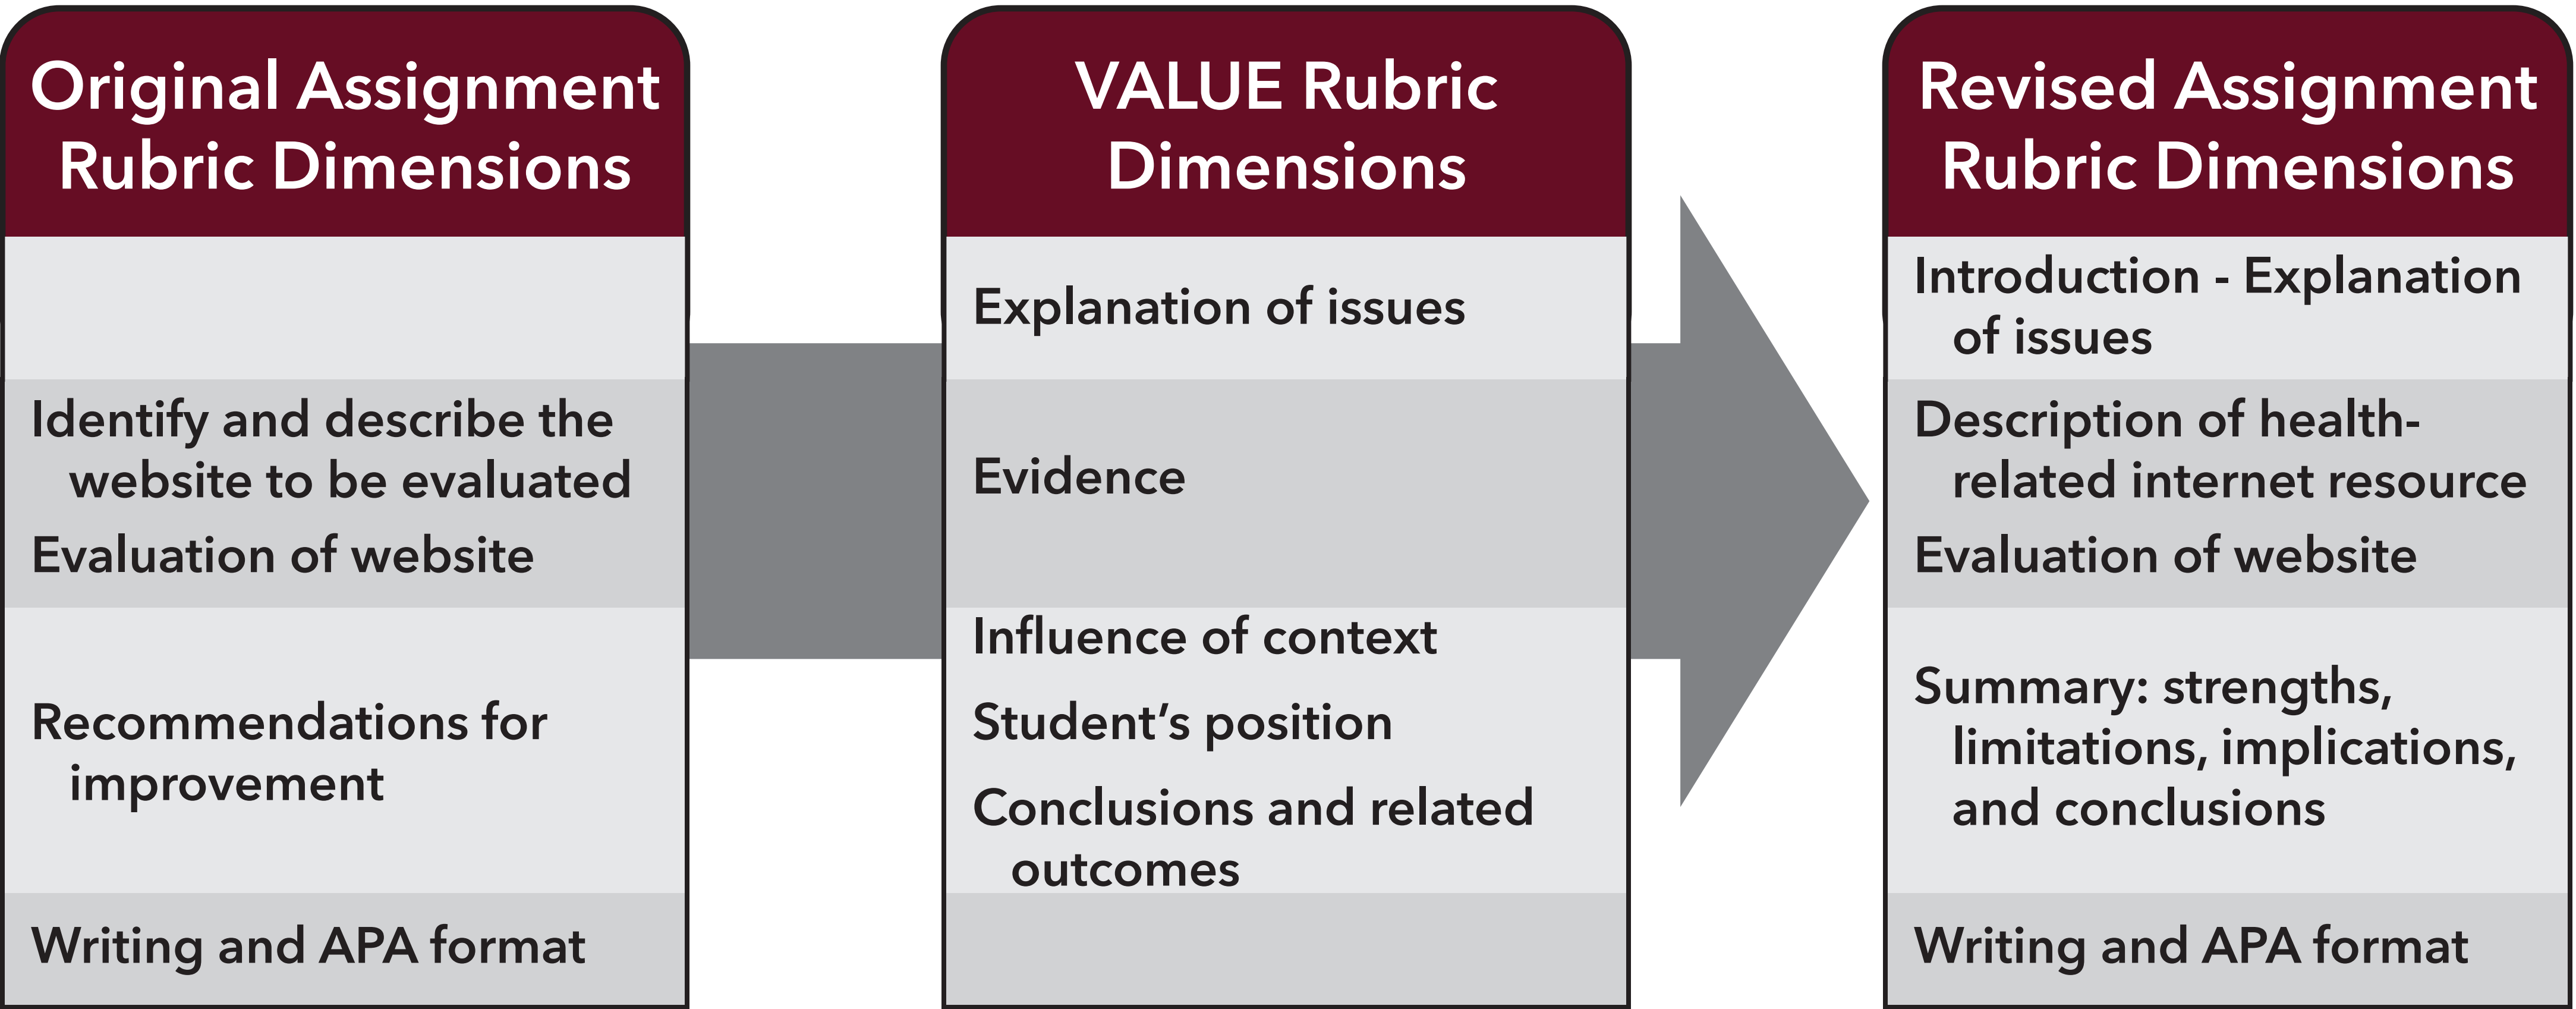 Original Assignment
Rubric Dimensions
Identify and describe the
website to be evaluated
Evaluation of website
Recommendations for
improvement
Writing and APA format
VALUE Rubric
Dimensions
Explanation of issues
Evidence
Influence of context
Student’s position
Conclusions and related
outcomes
Revised Assignment
Rubric Dimensions
Introduction - Explanation
of issues
Description of health-
related internet resource
Evaluation of website
Summary: strengths,
limitations, implications,
and conclusions
Writing and APA format